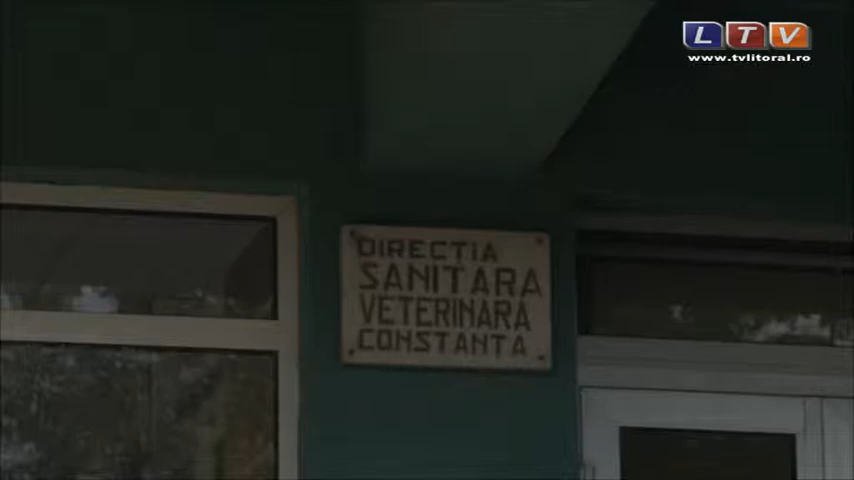 LTV
www.tvlitoral.ro
DIRECTIA
SANITARA
VETERINARA
CONSTANTA